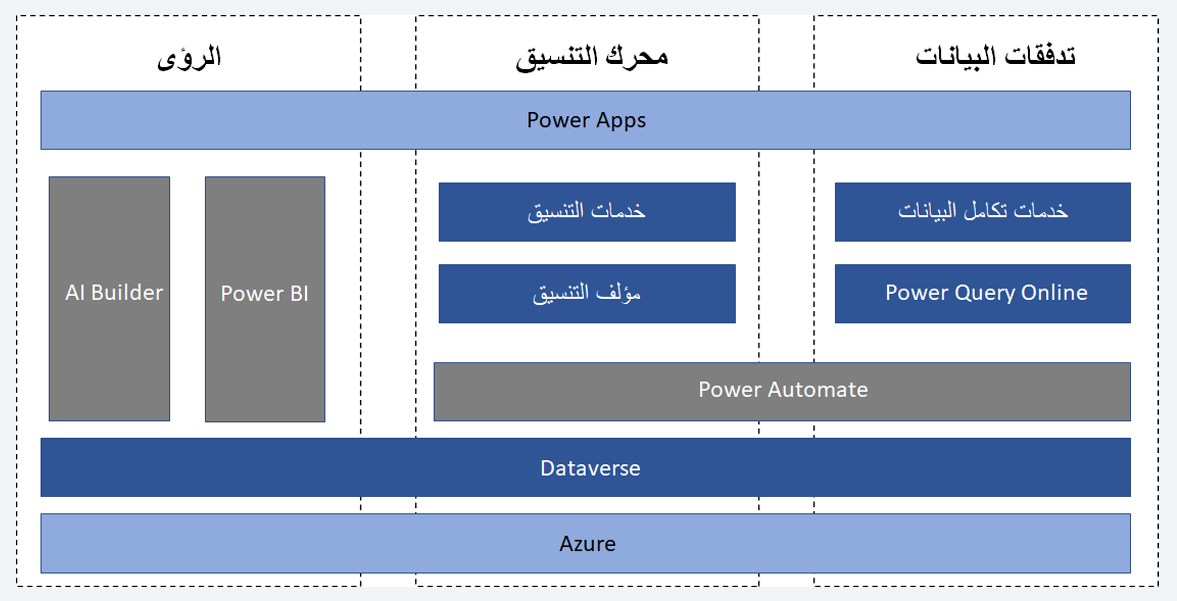 تدفقات البيانات
محرك التنسيق
الرؤى
Power Apps
خدمات تكامل البيانات
خدمات التنسيق
Power Query Online
مؤلف التنسيق
Power BI
AI Builder
Power Automate
Dataverse
Azure